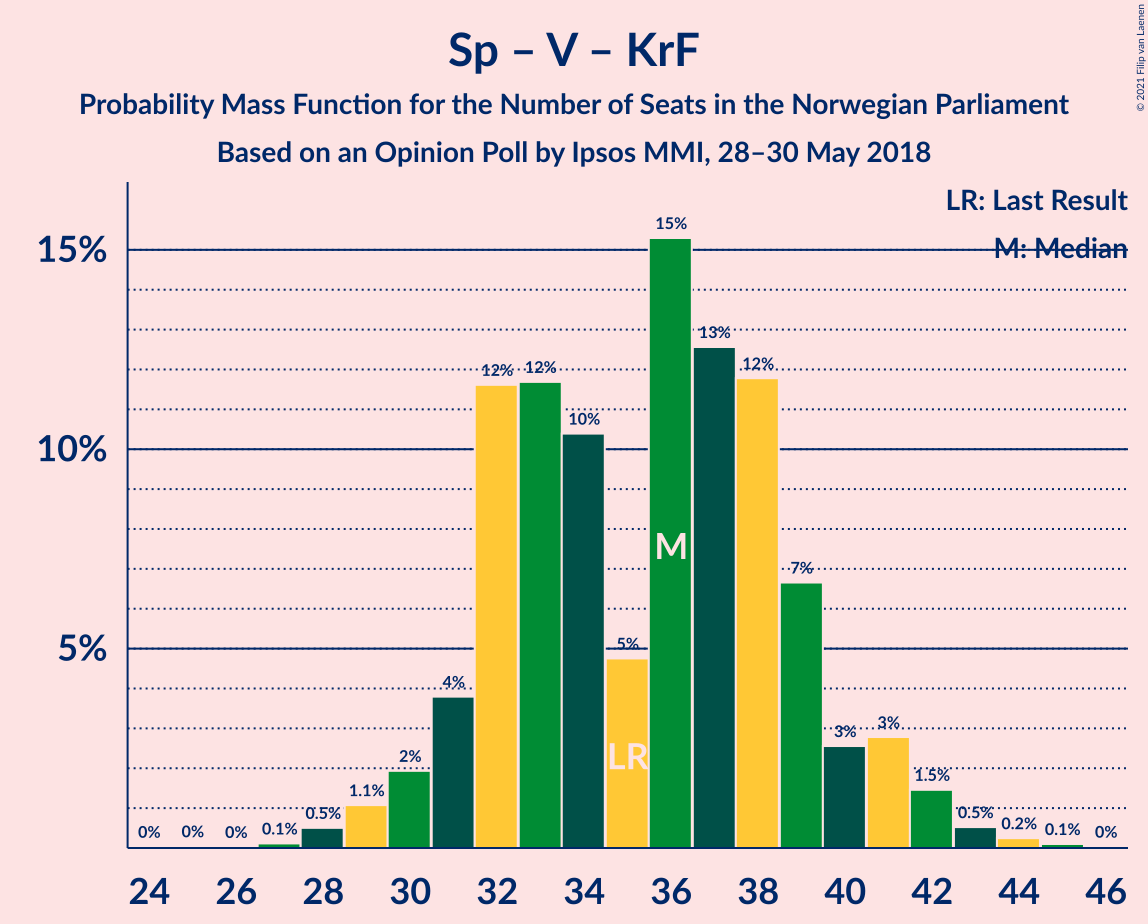 Sp – V – KrF
Probability Mass Function for the Number of Seats in the Norwegian Parliament
Based on an Opinion Poll by Ipsos MMI, 28–30 May 2018
© 2021 Filip van Laenen
LR: Last Result
M: Median
15%
10%
5%
0%
0%
0%
0.1%
0.5%
1.1%
2%
4%
12%
12%
10%
5%
15%
13%
12%
7%
3%
3%
1.5%
0.5%
0.2%
0.1%
0%
M
LR
24 26 28 30 32 34 36 38 40 42 44 46